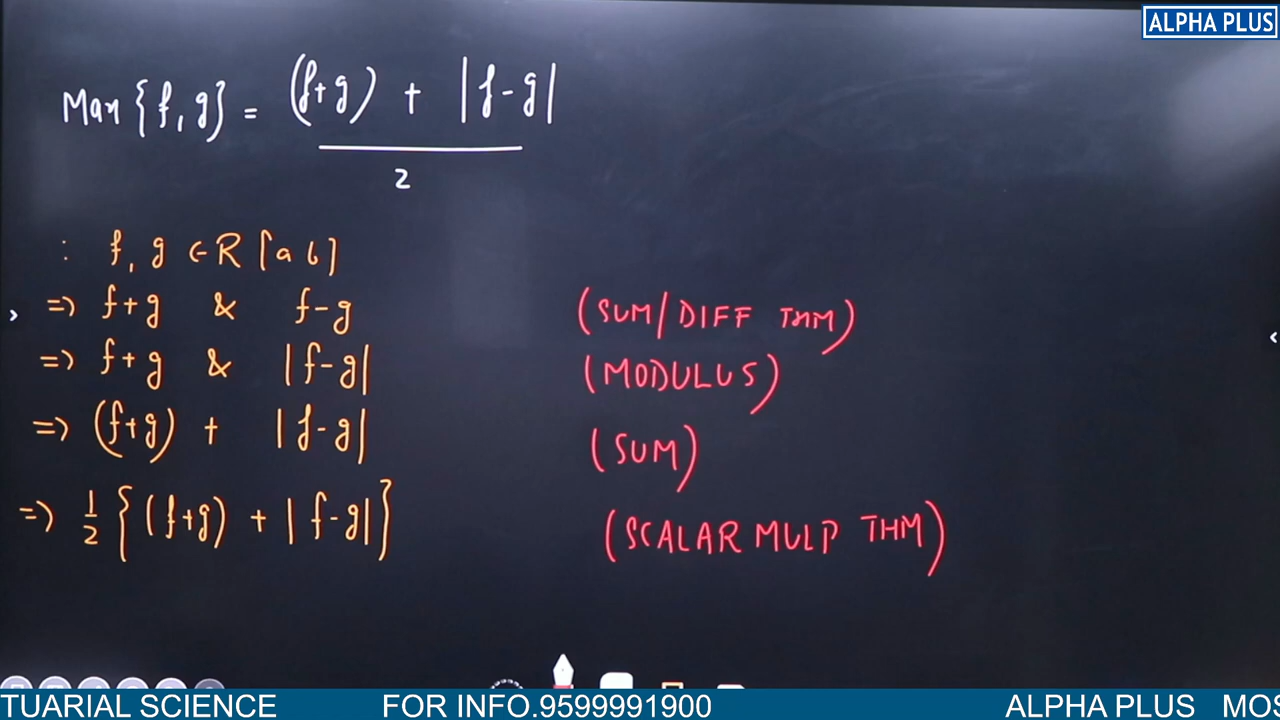 ALPHA PLUS
Max {f, g} = (f+g) + |f-g|
2
: f, g ∈ R [a b]
=> f+g & f-g (SUM/DIFF THM)
=> f+g & |f-g| (MODULUS)
=> (f+g) + |f-g| (SUM)
=> 1/2 {(f+g) + |f-g|} (SCALAR MULP THM)
TUARIAL SCIENCE FOR INFO.9599991900 ALPHA PLUS MOS